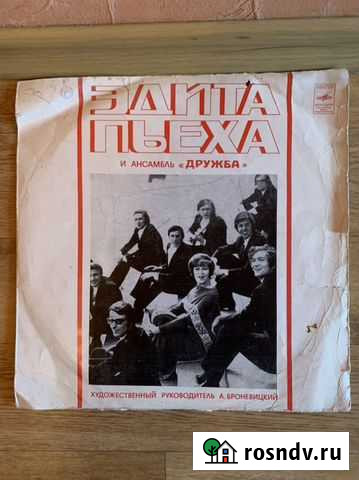 ЭДИТА
ПЬЕХА
И АНСАМБЛЬ «ДРУЖБА»
ХУДОЖЕСТВЕННЫЙ РУКОВОДИТЕЛЬ А. БРОНЕВИЦКИЙ
rosndv.ru